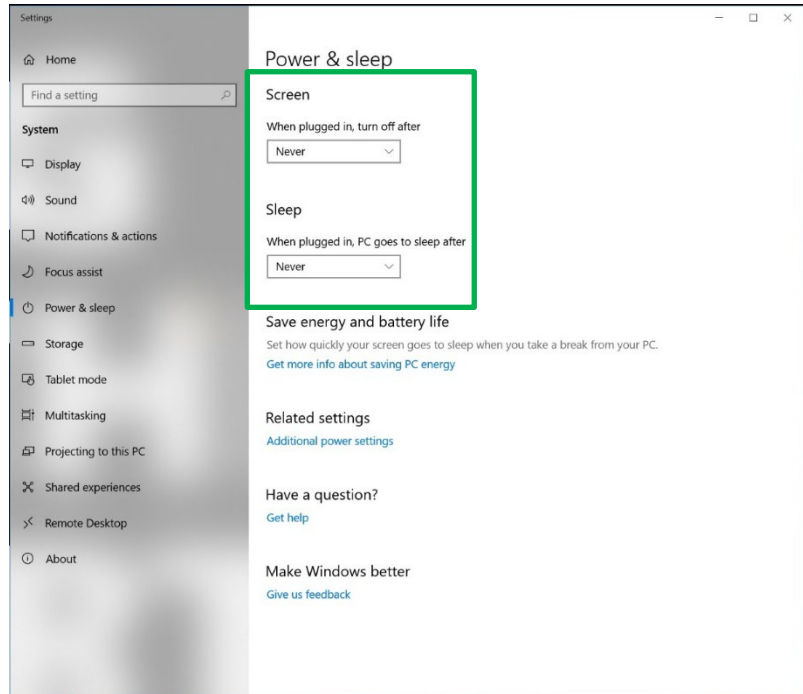 Settings
Home
Find a setting
System
Display
Sound
Notifications & actions
Focus assist
Power & sleep
Storage
Tablet mode
Multitasking
Projecting to this PC
Shared experiences
Remote Desktop
About
Power & sleep
Screen
When plugged in, turn off after
Never
Sleep
When plugged in, PC goes to sleep after
Never
Save energy and battery life
Set how quickly your screen goes to sleep when you take a break from your PC.
Get more info about saving PC energy
Related settings
Additional power settings
Have a question?
Get help
Make Windows better
Give us feedback